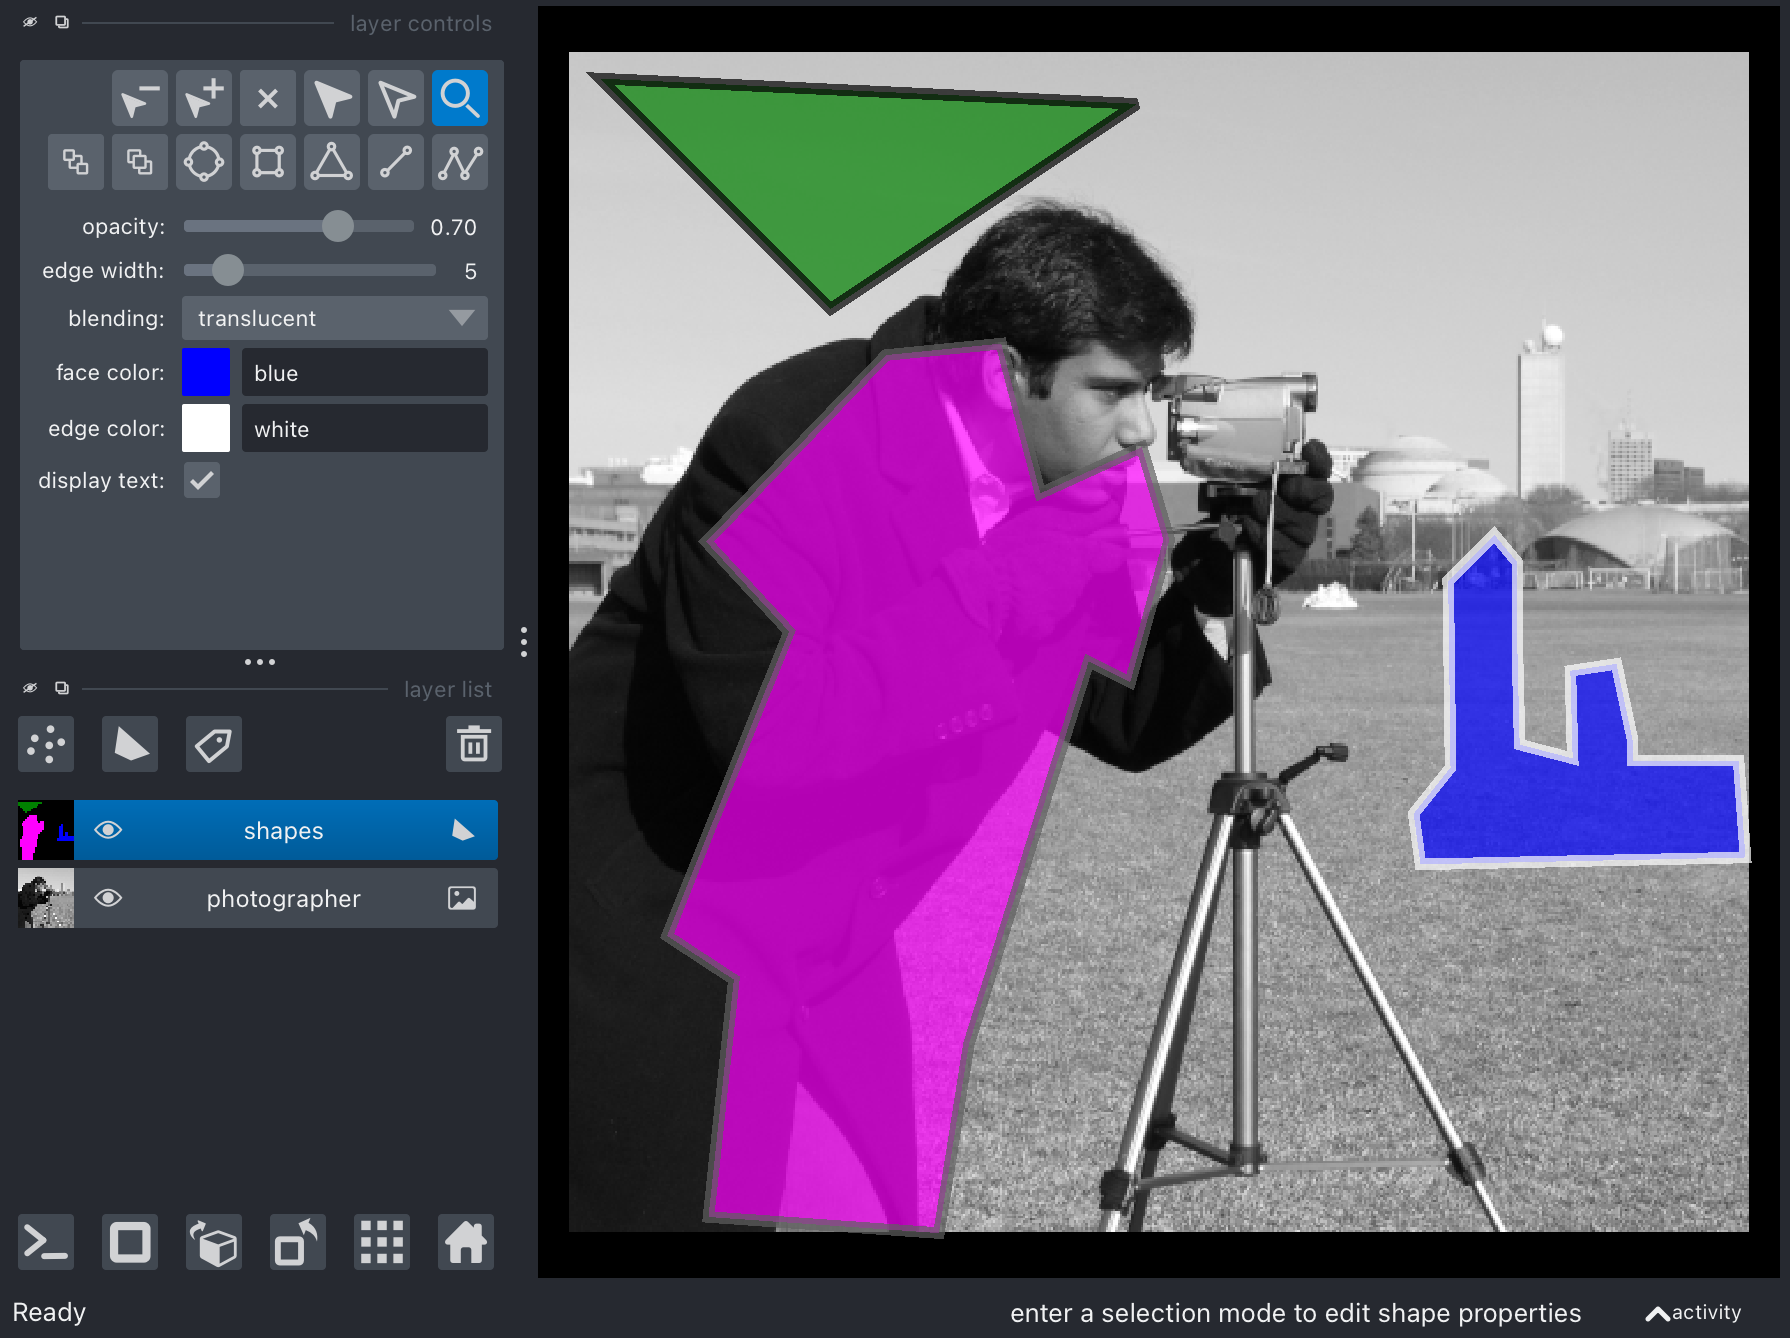 layer controls
opacity: 0.70
edge width: 5
blending: translucent
face color: blue
edge color: white
display text:
layer list
shapes
photographer
Ready
enter a selection mode to edit shape properties
activity